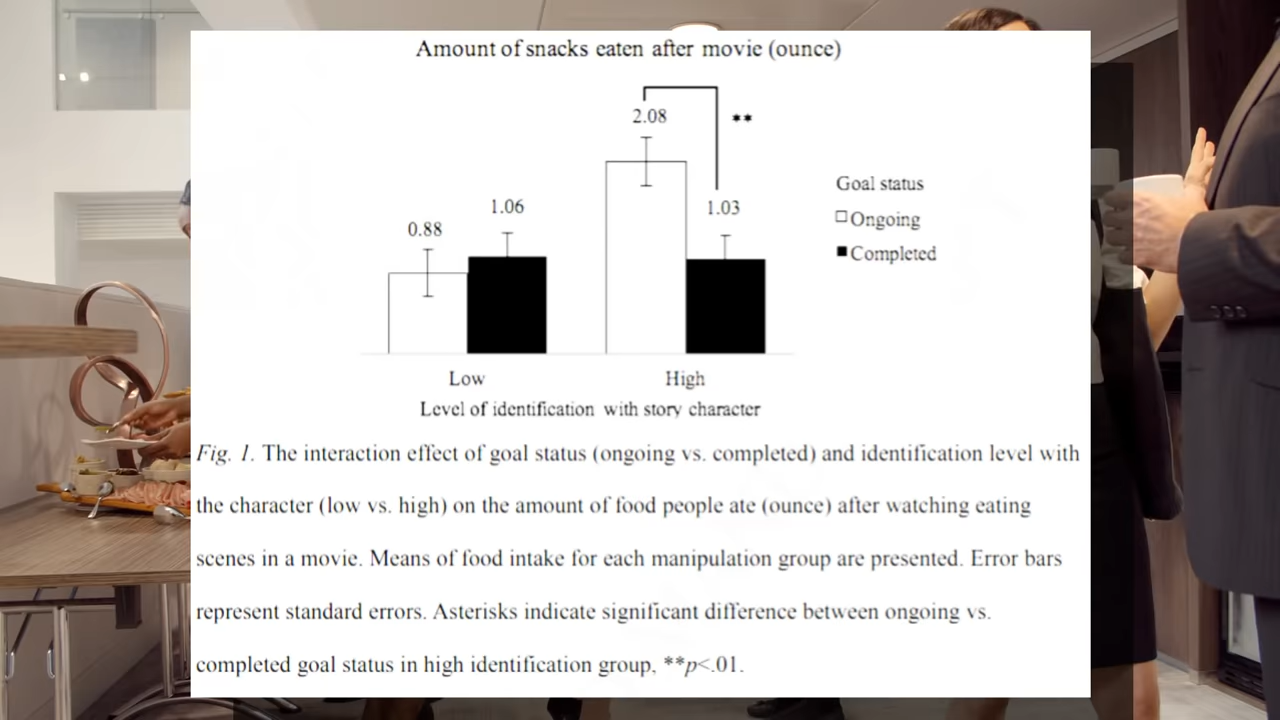 Amount of snacks eaten after movie (ounce)
2.08
**
1.06
1.03
0.88
Goal status
Ongoing
Completed
Low
High
Level of identification with story character
Fig. 1. The interaction effect of goal status (ongoing vs. completed) and identification level with
the character (low vs. high) on the amount of food people ate (ounce) after watching eating
scenes in a movie. Means of food intake for each manipulation group are presented. Error bars
represent standard errors. Asterisks indicate significant difference between ongoing vs.
completed goal status in high identification group, **p<.01.